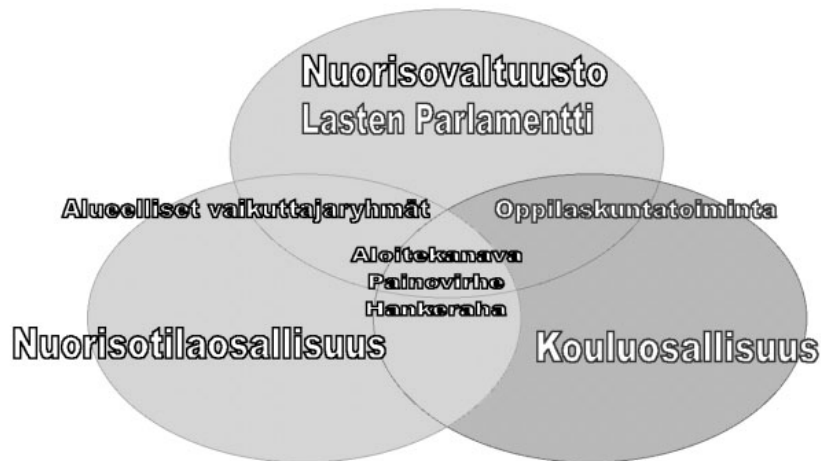 Nuorisovaltuusto
Lasten Parlamentti
Alueelliset vaikuttajaryhmät
Oppilaskuntatoiminta
Aloitekanava
Painovirhe
Hankeraha
Nuorisotilaosallisuus
Kouluosallisuus